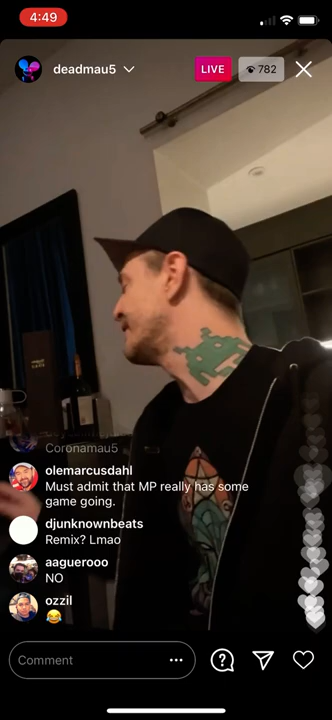 4:49
deadmau5
LIVE
782
Coronamau5
olemarcusdahl
Must admit that MP really has some
game going.
djunknownbeats
Remix? Lmao
aaguerooo
NO
ozzil
😂
Comment